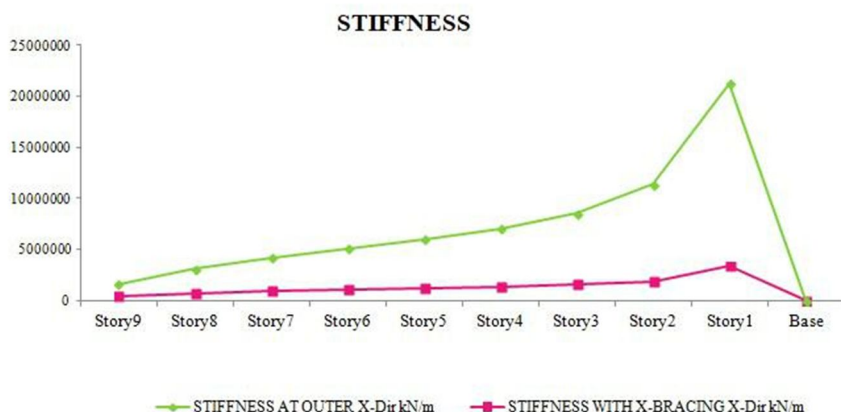 STIFFNESS
25000000
20000000
15000000
10000000
5000000
0
Story9 Story8 Story7 Story6 Story5 Story4 Story3 Story2 Story1 Base
STIFFNESS AT OUTER X-Dir kN/m STIFFNESS WITH X-BRACING X-Dir kN/m